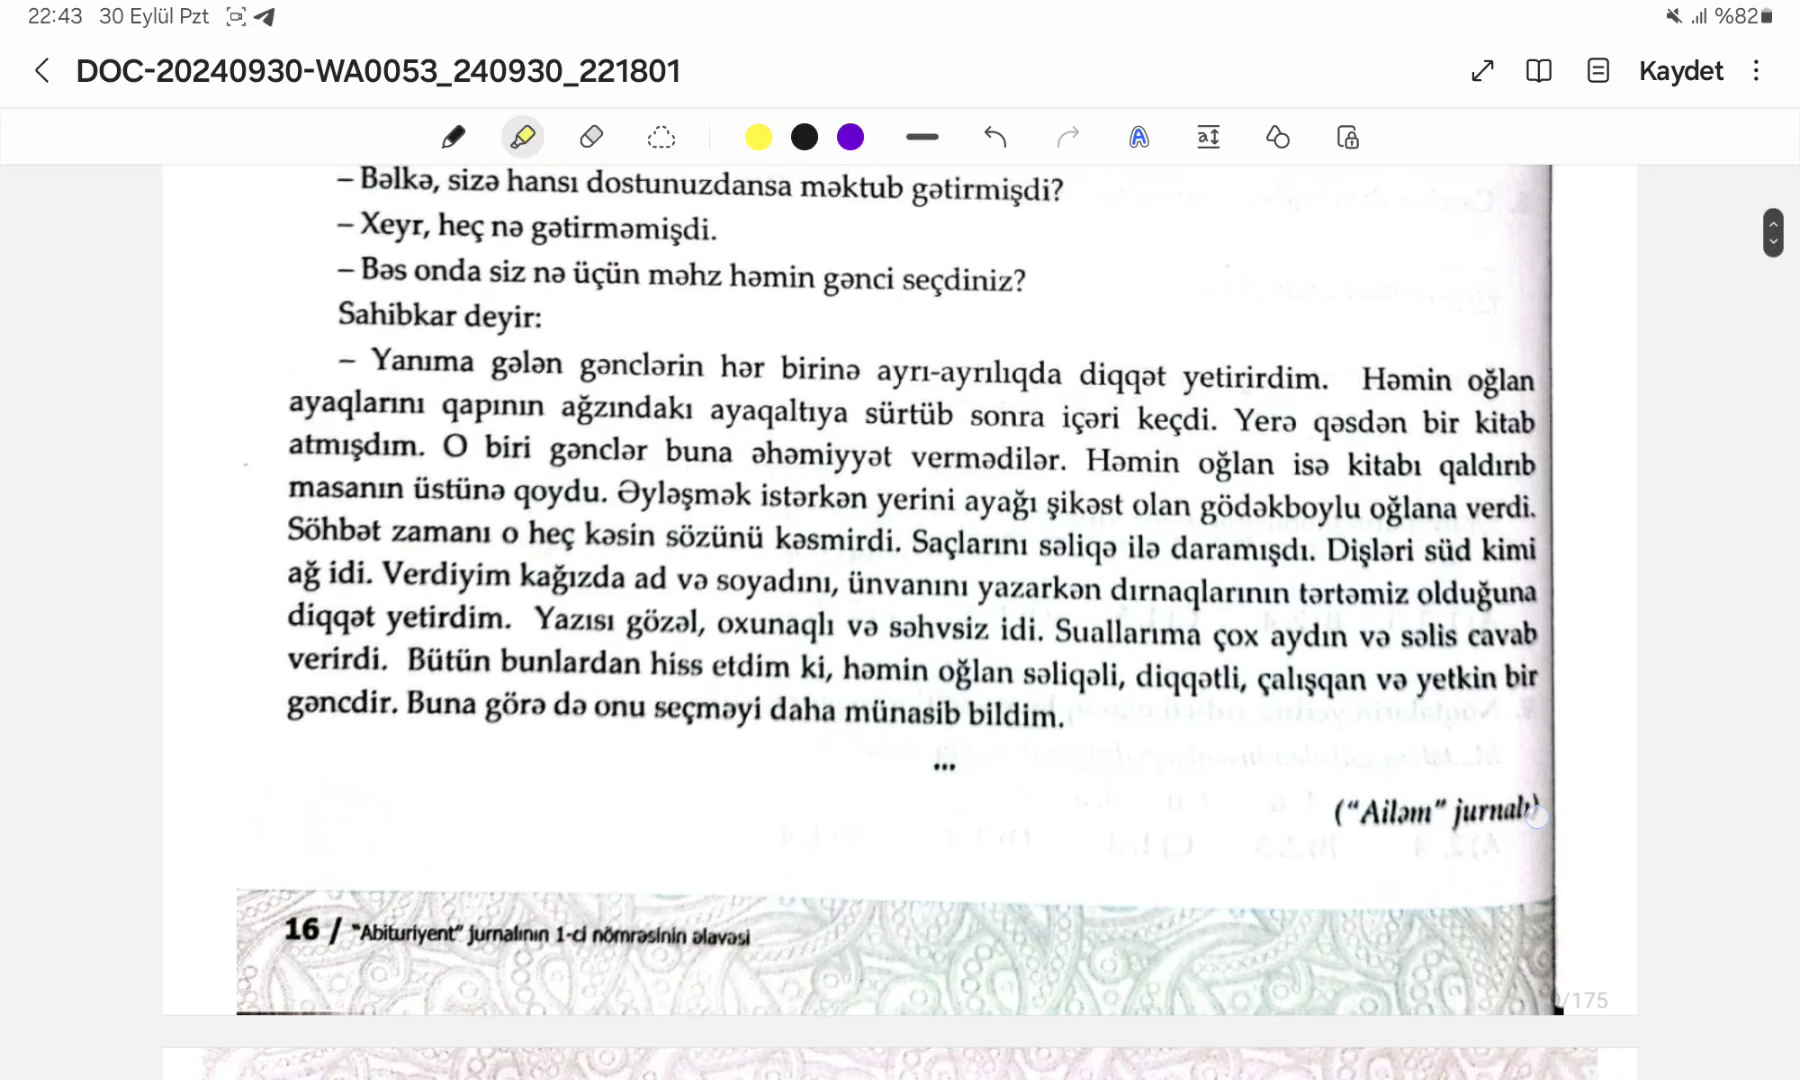 22:43 30 Eylül Pzt %82
DOC-20240930-WA0053_240930_221801 Kaydet
– Bəlkə, sizə hansı dostunuzdansa məktub gətirmişdi?
– Xeyr, heç nə gətirməmişdi.
– Bəs onda siz nə üçün məhz həmin gənci seçdiniz?
Sahibkar deyir:
– Yanıma gələn gənclərin hər birinə ayrı-ayrılıqda diqqət yetirirdim. Həmin oğlan
ayaqlarını qapının ağzındakı ayaqaltıya sürtüb sonra içəri keçdi. Yerə qəsdən bir kitab
atmışdım. O biri gənclər buna əhəmiyyət vermədilər. Həmin oğlan isə kitabı qaldırıb
masanın üstünə qoydu. Əyləşmək istərkən yerini ayağı şikəst olan gödəkboylu oğlana verdi.
Söhbət zamanı o heç kəsin sözünü kəsmirdi. Saçlarını səliqə ilə daramışdı. Dişləri süd kimi
ağ idi. Verdiyim kağızda ad və soyadını, ünvanını yazarkən dırnaqlarının tərtəmiz olduğuna
diqqət yetirdim. Yazısı gözəl, oxunaqlı və səhvsiz idi. Suallarıma çox aydın və səlis cavab
verirdi. Bütün bunlardan hiss etdim ki, həmin oğlan səliqəli, diqqətli, çalışqan və yetkin bir
gəncdir. Buna görə də onu seçməyi daha münasib bildim.
...
("Ailəm" jurnalı)
16 / "Abituriyent" jurnalının 1-ci nömrəsinin əlavəsi
/175